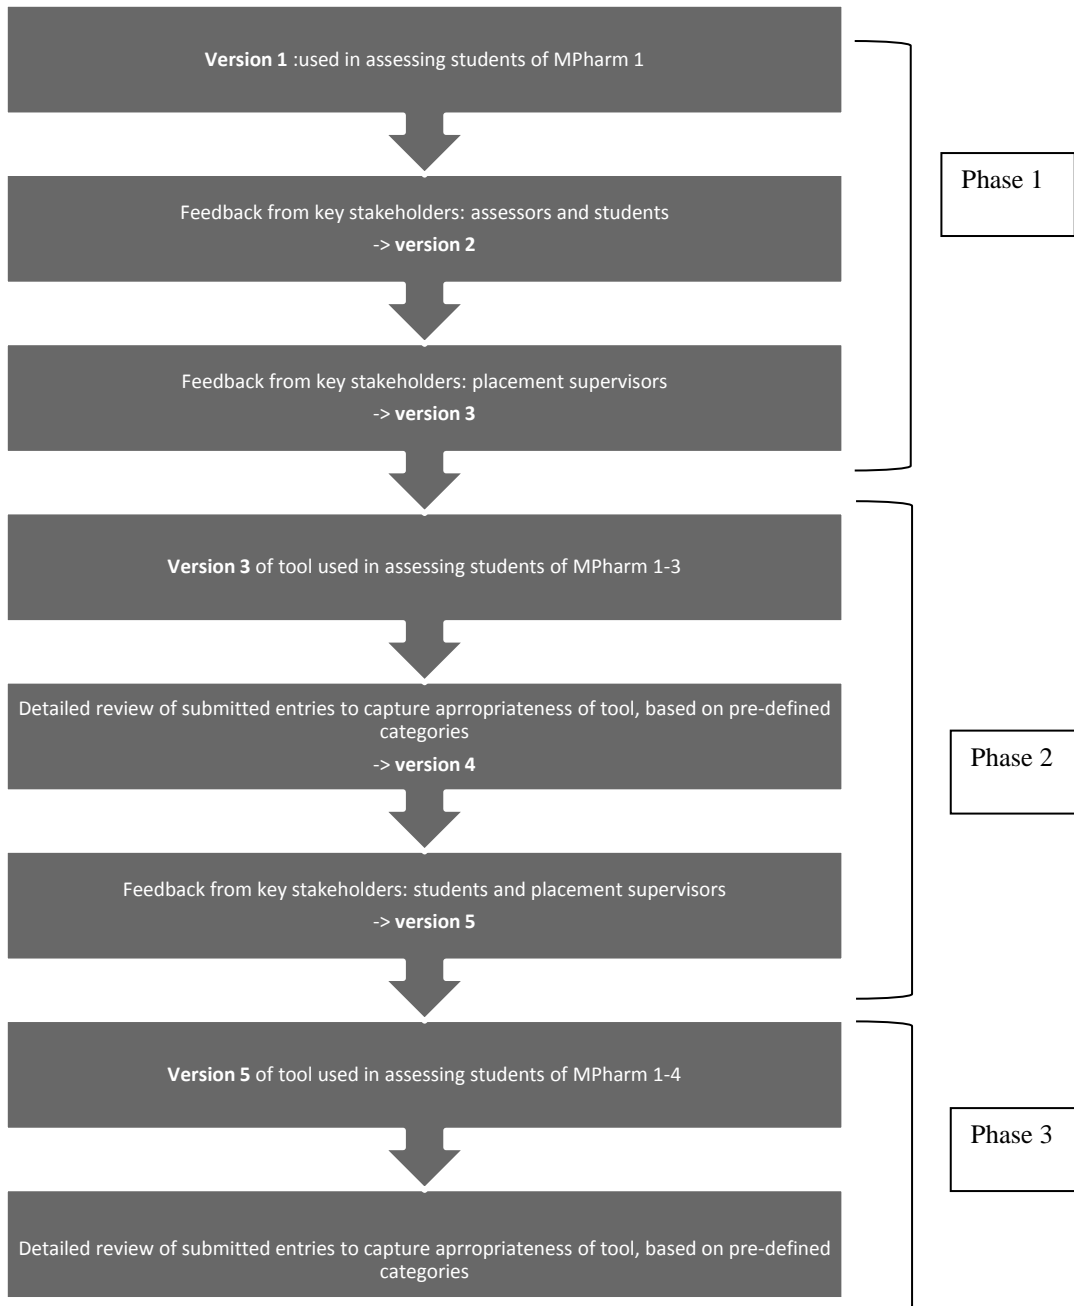 Version 1 :used in assessing students of MPharm 1
Phase 1
Feedback from key stakeholders: assessors and students
-> version 2
Feedback from key stakeholders: placement supervisors
-> version 3
Version 3 of tool used in assessing students of MPharm 1-3
Detailed review of submitted entries to capture aprropriateness of tool, based on pre-defined
categories
-> version 4
Phase 2
Feedback from key stakeholders: students and placement supervisors
-> version 5
Version 5 of tool used in assessing students of MPharm 1-4
Phase 3
Detailed review of submitted entries to capture aprropriateness of tool, based on pre-defined
categories